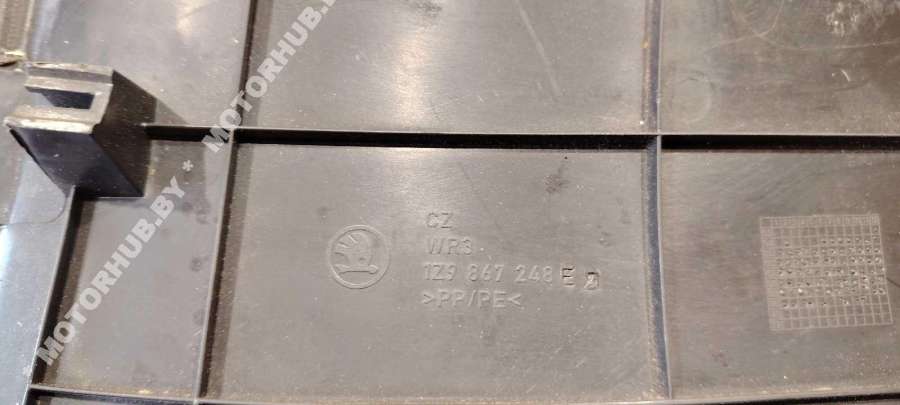 MOTORHUB.BY * MOTORHUB.BY * MOTORHUB.BY
CZ
WR3
1Z9 867 248 E
>PP/PE<